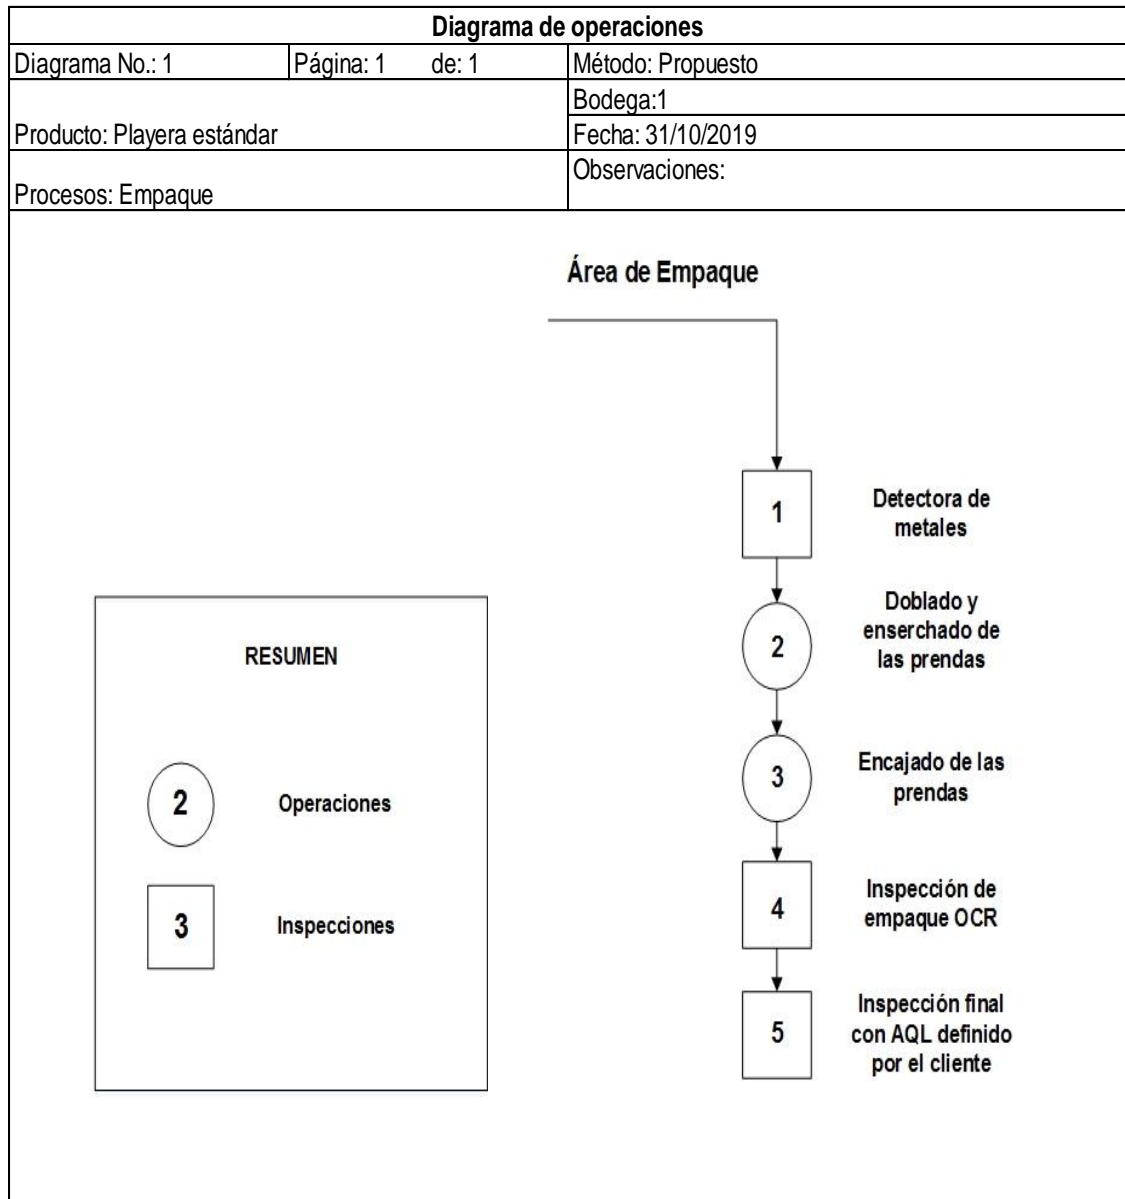 Diagrama de operaciones
Diagrama No.: 1 Página: 1 de: 1 Método: Propuesto
Bodega:1
Producto: Playera estándar Fecha: 31/10/2019
Observaciones:
Procesos: Empaque
Área de Empaque
1
Detectora de
metales
2
Doblado y
enserchado de
las prendas
3
Encajado de las
prendas
4
Inspección de
empaque OCR
5
Inspección final
con AQL definido
por el cliente
RESUMEN
2 Operaciones
3 Inspecciones